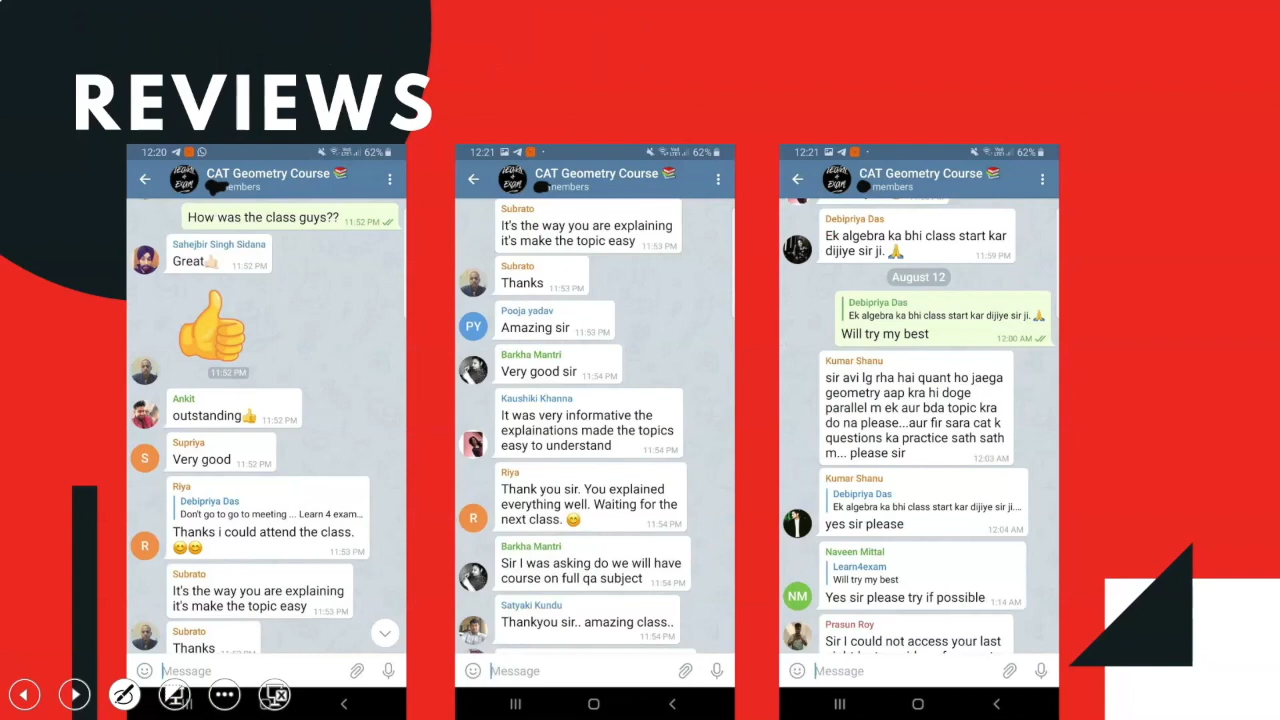 REVIEWS
12:20
62%
CAT Geometry Course
embers
How was the class guys??
11:52 PM
Sahejbir Singh Sidana
Great
11:52 PM
11:52 PM
Ankit
outstanding
11:52 PM
S
Supriya
Very good
11:52 PM
Riya
Debipriya Das
Don't go to go to meeting ... Learn 4 exam...
Thanks i could attend the class.
R
11:53 PM
Subrato
It's the way you are explaining
it's make the topic easy
11:53 PM
Subrato
Thanks
Message
12:21
62%
CAT Geometry Course
embers
Subrato
It's the way you are explaining
it's make the topic easy
11:53 PM
Subrato
Thanks
11:53 PM
PY
Pooja yadav
Amazing sir
11:53 PM
Barkha Mantri
Very good sir
11:54 PM
Kaushiki Khanna
It was very informative the
explainations made the topics
easy to understand
11:54 PM
Riya
Thank you sir. You explained
everything well. Waiting for the
next class.
R
11:54 PM
Barkha Mantri
Sir I was asking do we will have
course on full qa subject
11:54 PM
Satyaki Kundu
Thankyou sir.. amazing class..
11:54 PM
Message
12:21
62%
CAT Geometry Course
members
Debipriya Das
Ek algebra ka bhi class start kar
dijiye sir ji.
11:59 PM
August 12
Debipriya Das
Ek algebra ka bhi class start kar dijiye sir ji.
Will try my best
12:00 AM
Kumar Shanu
sir avi lg rha hai quant ho jaega
geometry aap kra hi doge
parallel m ek aur bda topic kra
do na please...aur fir sara cat k
questions ka practice sath sath
m... please sir
12:03 AM
Kumar Shanu
Debipriya Das
Ek algebra ka bhi class start kar dijiye sir ji...
yes sir please
12:04 AM
Naveen Mittal
Learn4exam
Will try my best
NM
Yes sir please try if possible
1:14 AM
Prasun Roy
Sir I could not access your last
Message